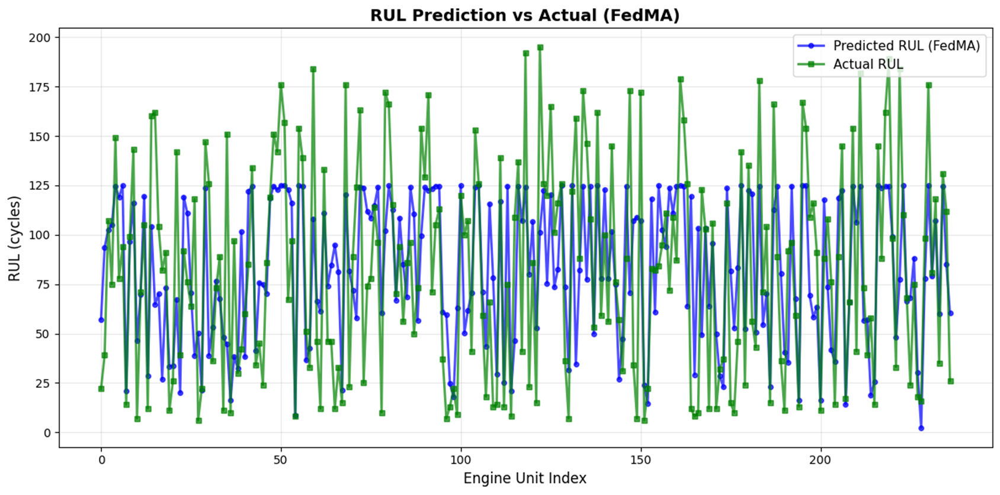 RUL Prediction vs Actual (FedMA)
Predicted RUL (FedMA)
Actual RUL
RUL (cycles)
200
175
150
125
100
75
50
25
0
0 50 100 150 200
Engine Unit Index